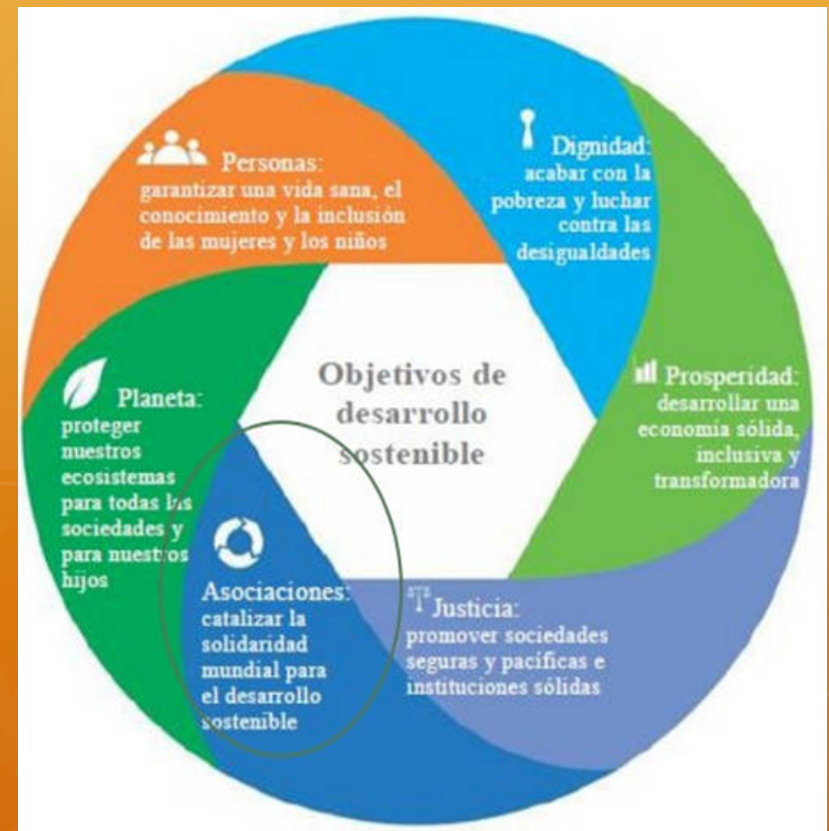 Personas:
garantizar una vida sana, el
conocimiento y la inclusión
de las mujeres y los niños
Dignidad:
acabar con la
pobreza y luchar
contra las
desigualdades
Prosperidad:
desarrollar una
economía sólida,
inclusiva y
transformadora
Objetivos de
desarrollo
sostenible
Planeta:
proteger
nuestros
ecosistemas
para todas las
sociedades y
para nuestros
hijos
Asociaciones:
catalizar la
solidaridad
mundial para
el desarrollo
sostenible
Justicia:
promover sociedades
seguras y pacíficas e
instituciones sólidas